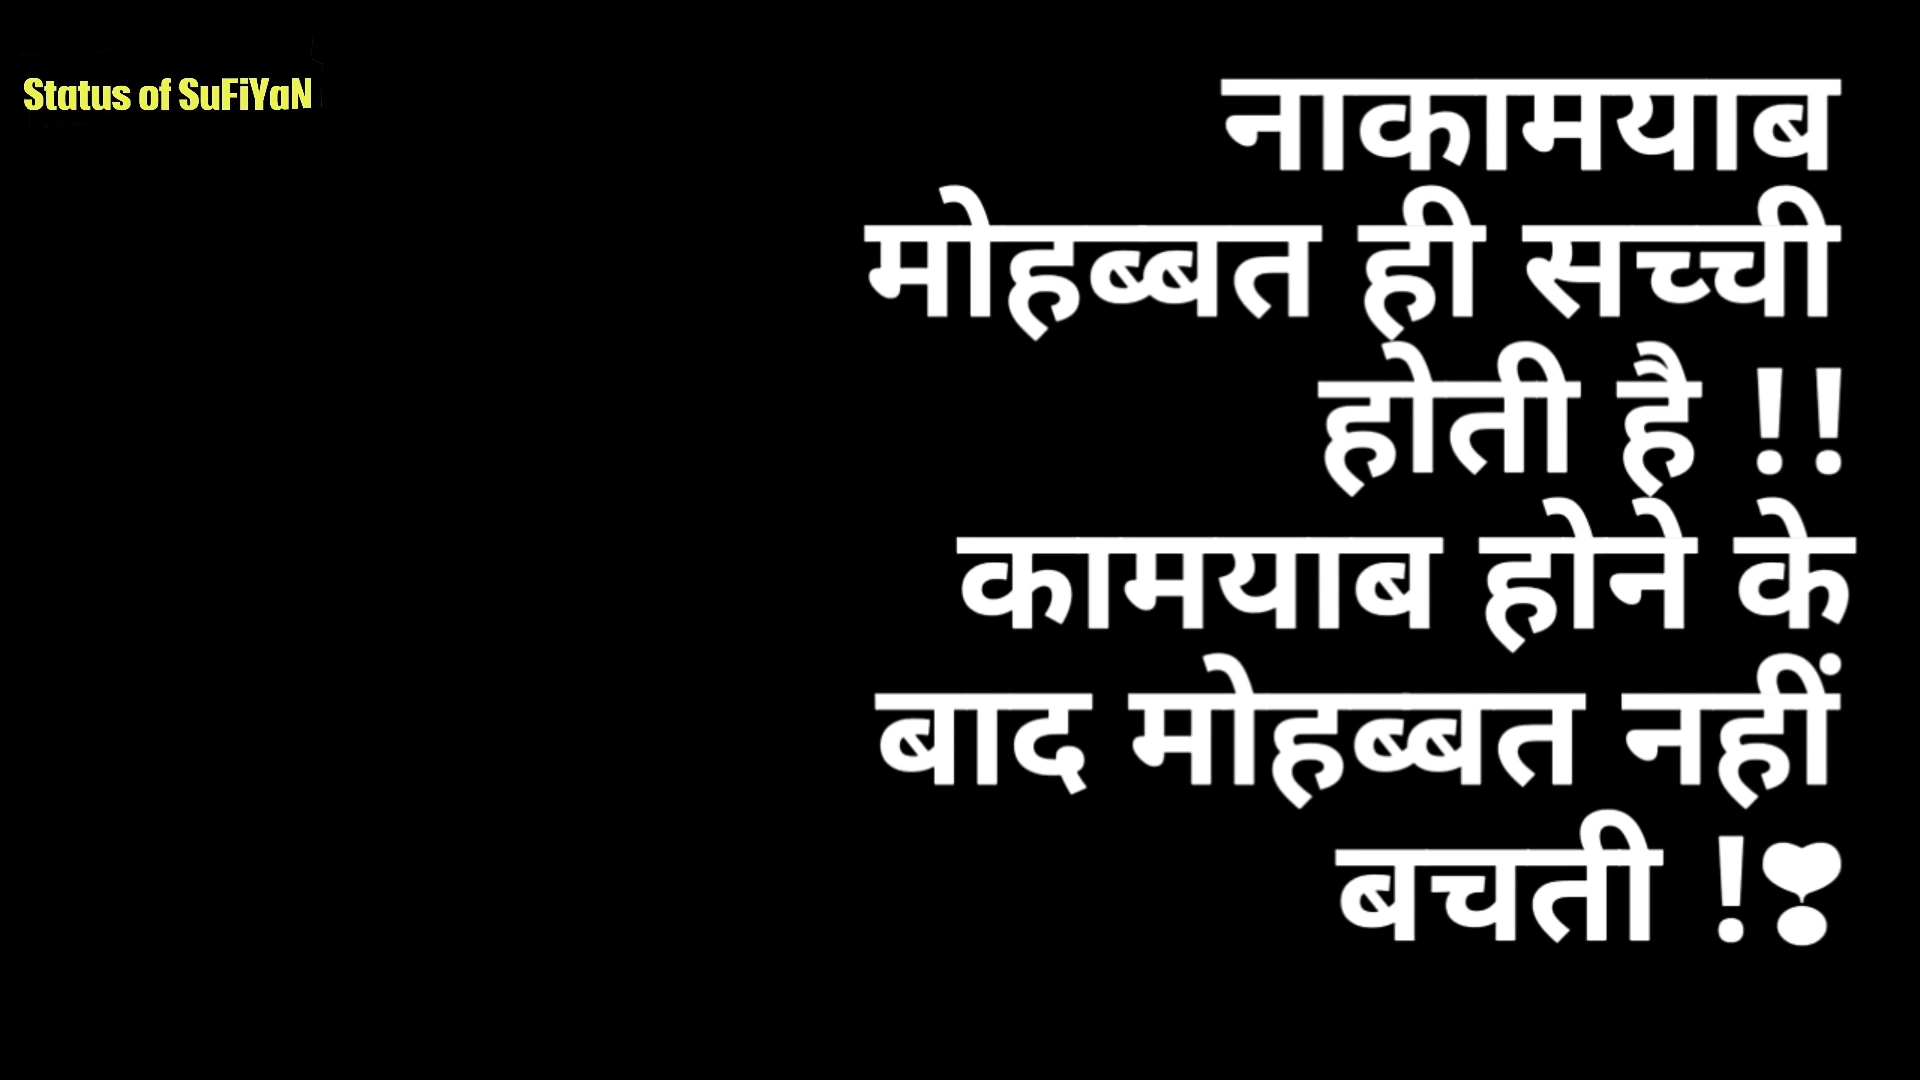 Status of SuFiYaN
नाकामयाब
मोहब्बत ही सच्ची
होती है !!
कामयाब होने के
बाद मोहब्बत नहीं
बचती !❣